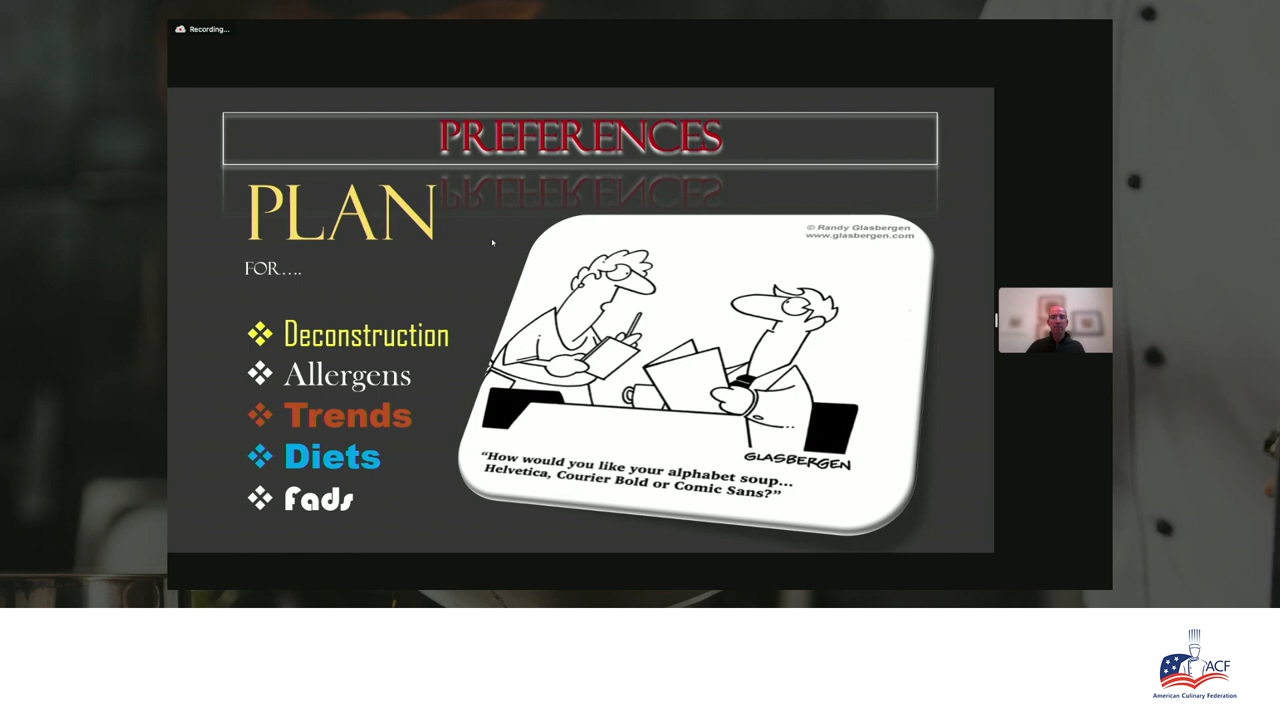 Recording...
PREFERENCES
PLAN
FOR....
Deconstruction
Allergens
Trends
Diets
Fads
© Randy Glasbergen
www.glasbergen.com
GLASBERGEN
"How would you like your alphabet soup...
Helvetica, Courier Bold or Comic Sans?"
ACF
American Culinary Federation